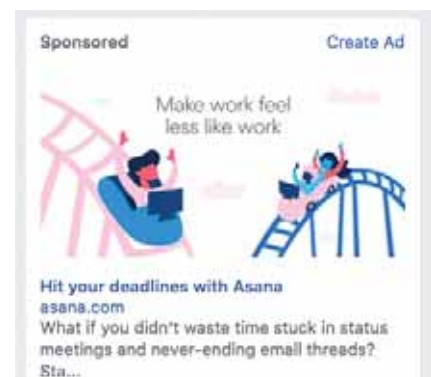 Sponsored Create Ad
Make work feel
less like work
Hit your deadlines with Asana
asana.com
What if you didn't waste time stuck in status
meetings and never-ending email threads?
Sta...